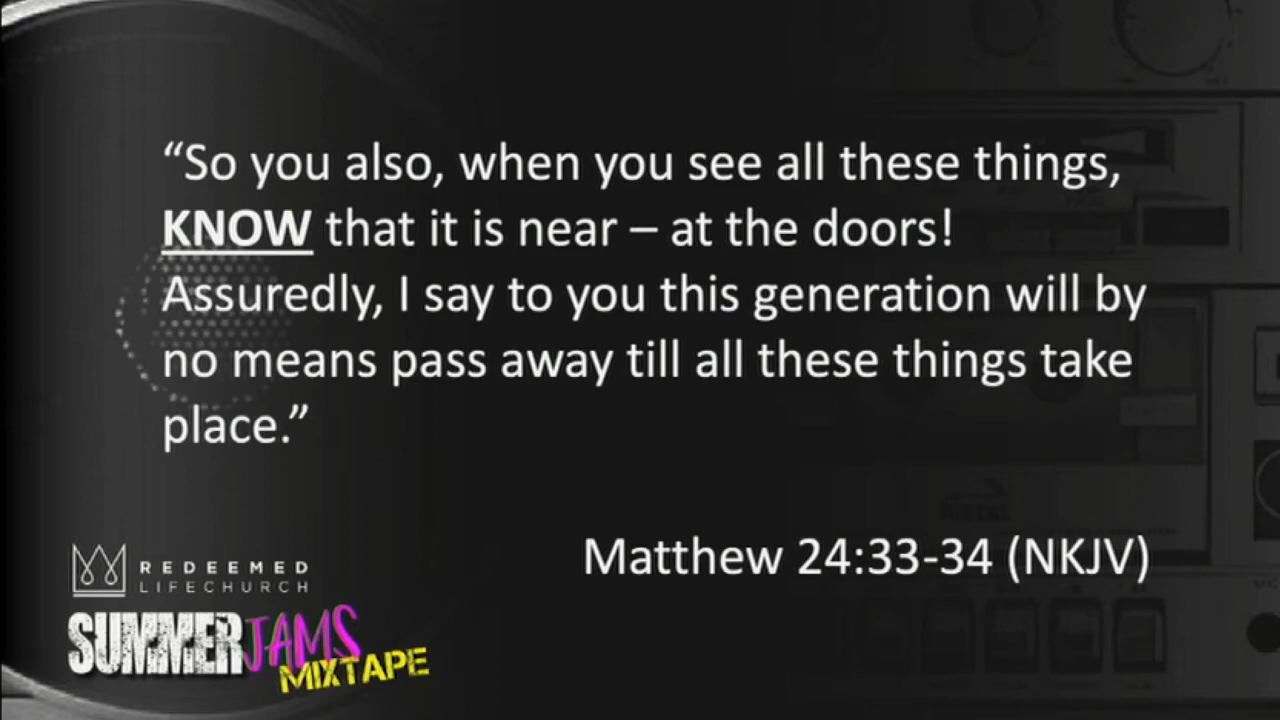 “So you also, when you see all these things,
KNOW that it is near – at the doors!
Assuredly, I say to you this generation will by
no means pass away till all these things take
place.”
Matthew 24:33-34 (NKJV)
REDEEMED
LIFECHURCH
SUMMER JAMS
MIXTAPE